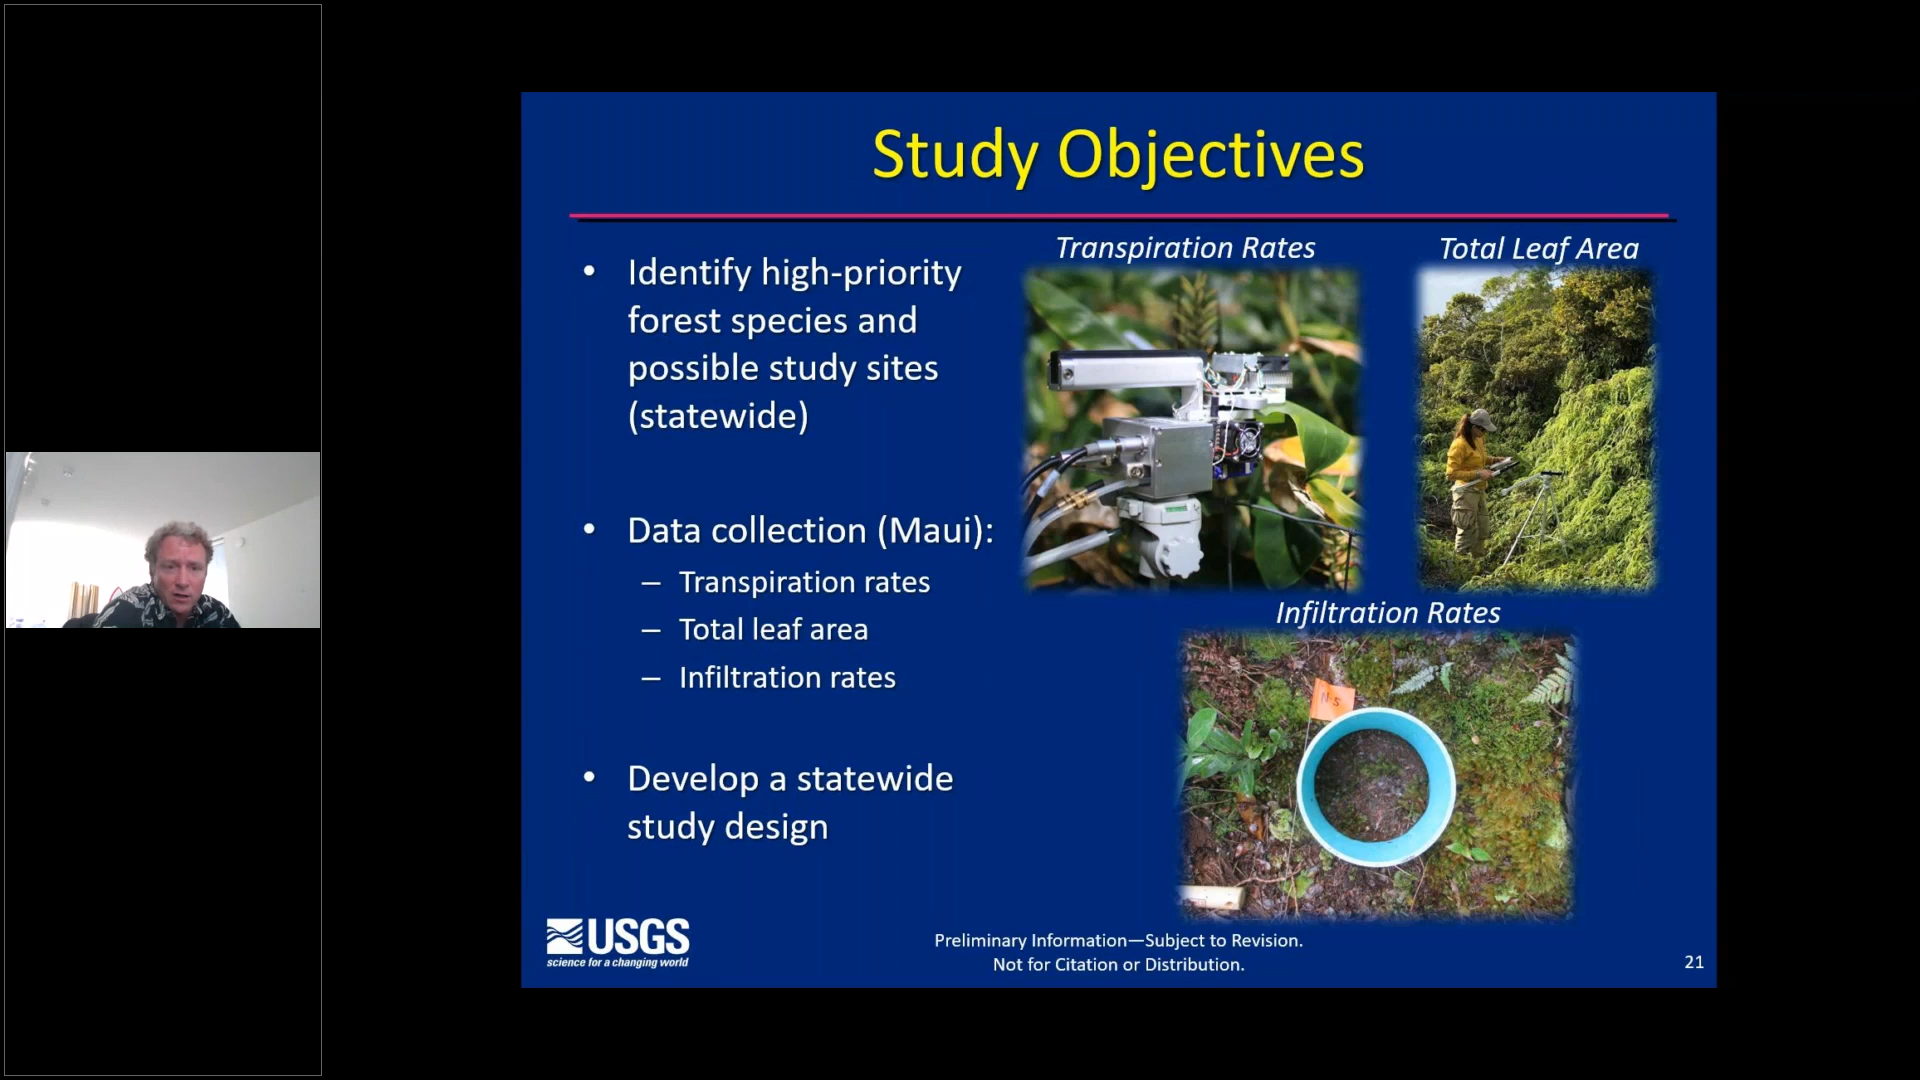 Study Objectives
• Identify high-priority
forest species and
possible study sites
(statewide)
• Data collection (Maui):
– Transpiration rates
– Total leaf area
– Infiltration rates
• Develop a statewide
study design
Transpiration Rates
Total Leaf Area
Infiltration Rates
N-5
USGS
science for a changing world
Preliminary Information—Subject to Revision.
Not for Citation or Distribution.
21